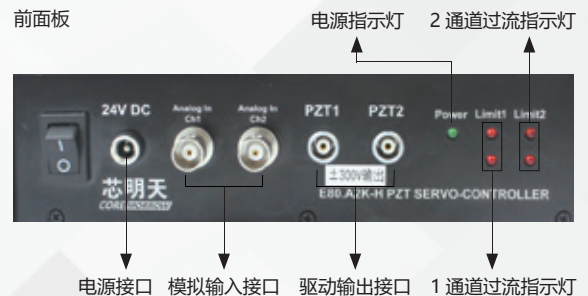 前面板
电源指示灯 2 通道过流指示灯
24V DC
Analog In
Ch1
Analog In
Ch2
PZT1 PZT2
Power Limit1 Limit2
±300V输出
芯明天
COREMORROW
E80.A2K-H PZT SERVO-CONTROLLER
电源接口 模拟输入接口 驱动输出接口 1 通道过流指示灯